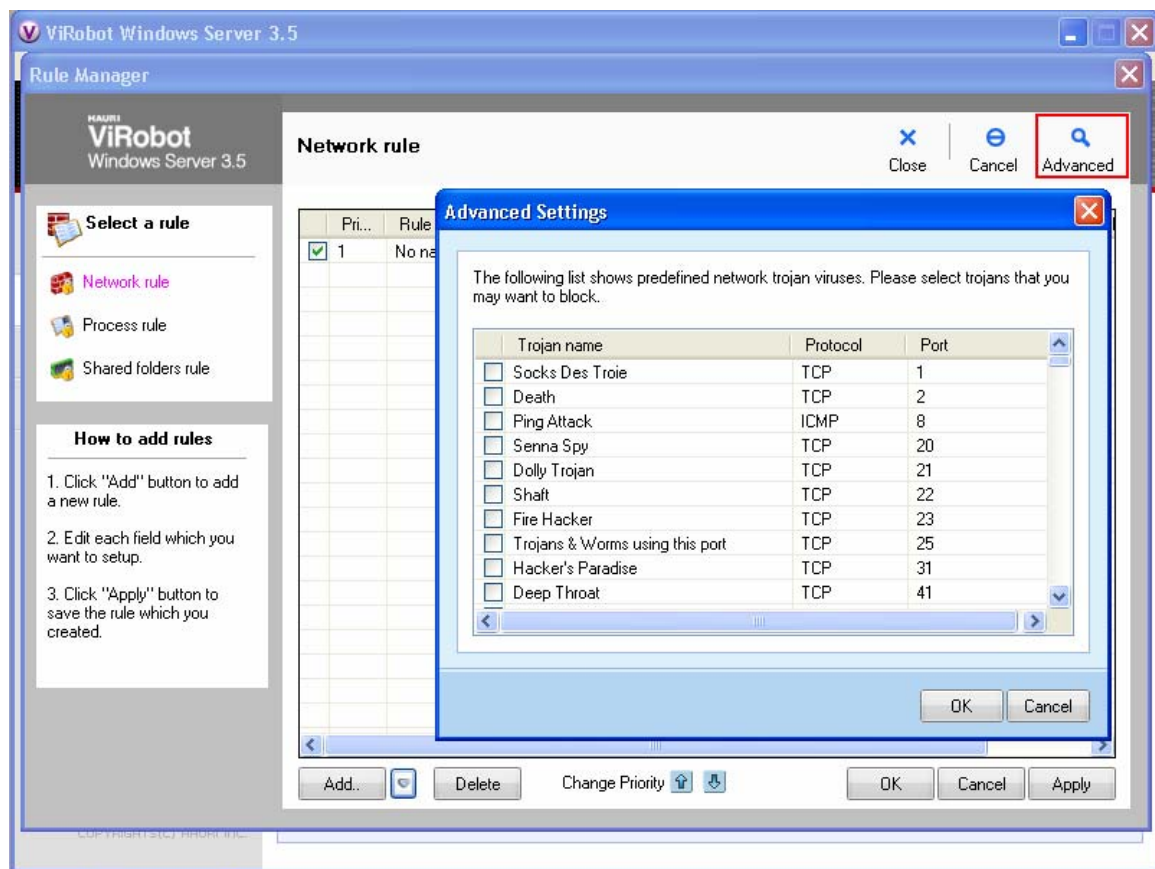 ViRobot Windows Server 3.5
Rule Manager
HAURI
ViRobot
Windows Server 3.5
Network rule
Close
Cancel
Advanced
Select a rule
Network rule
Process rule
Shared folders rule
How to add rules
1. Click "Add" button to add
a new rule.
2. Edit each field which you
want to setup.
3. Click "Apply" button to
save the rule which you
created.
Pri... Rule
1 No na
Advanced Settings
The following list shows predefined network trojan viruses. Please select trojans that you
may want to block.
Trojan name Protocol Port
Socks Des Troie TCP 1
Death TCP 2
Ping Attack ICMP 8
Senna Spy TCP 20
Dolly Trojan TCP 21
Shaft TCP 22
Fire Hacker TCP 23
Trojans & Worms using this port TCP 25
Hacker's Paradise TCP 31
Deep Throat TCP 41
OK Cancel
Add.. Delete Change Priority OK Cancel Apply